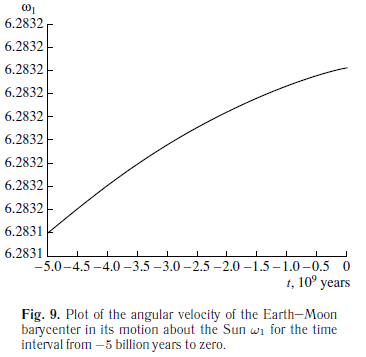 ω₁
6.2832
6.2832
6.2832
6.2832
6.2832
6.2832
6.2832
6.2832
6.2832
6.2831
6.2831
−5.0 −4.5 −4.0 −3.5 −3.0 −2.5 −2.0 −1.5 −1.0 −0.5 0
t, 10⁹ years
Fig. 9. Plot of the angular velocity of the Earth−Moon
barycenter in its motion about the Sun ω₁ for the time
interval from −5 billion years to zero.